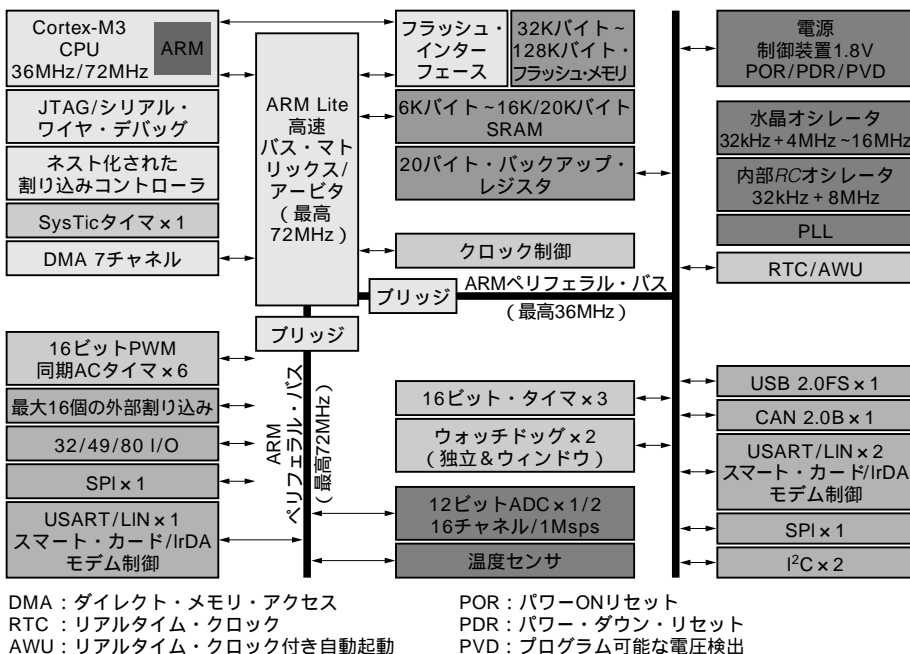 Cortex-M3
CPU
36MHz/72MHz
ARM
JTAG/シリアル・
ワイヤ・デバッグ
ネスト化された
割り込みコントローラ
SysTicタイマ×1
DMA 7チャネル
ARM Lite
高速
バス・マト
リックス/
アービタ
(最高
72MHz)
フラッシュ・
インター
フェース
32Kバイト~
128Kバイト・
フラッシュ・メモリ
6Kバイト~16K/20Kバイト
SRAM
20バイト・バックアップ・
レジスタ
クロック制御
電源
制御装置1.8V
POR/PDR/PVD
水晶オシレータ
32kHz+4MHz~16MHz
内部RCオシレータ
32kHz+8MHz
PLL
RTC/AWU
ブリッジ
ARMペリフェラル・バス
(最高36MHz)
ブリッジ
ARM
ペリフェラル・バス
(最高72MHz)
16ビットPWM
同期ACタイマ×6
最大16個の外部割り込み
32/49/80 I/O
SPI×1
USART/LIN×1
スマート・カード/IrDA
モデム制御
16ビット・タイマ×3
ウォッチドッグ×2
(独立&ウィンドウ)
12ビットADC×1/2
16チャネル/1Msps
温度センサ
USB 2.0FS×1
CAN 2.0B×1
USART/LIN×2
スマート・カード/IrDA
モデム制御
SPI×1
I²C×2
DMA:ダイレクト・メモリ・アクセス
RTC:リアルタイム・クロック
AWU:リアルタイム・クロック付き自動起動
POR:パワーONリセット
PDR:パワー・ダウン・リセット
PVD:プログラム可能な電圧検出